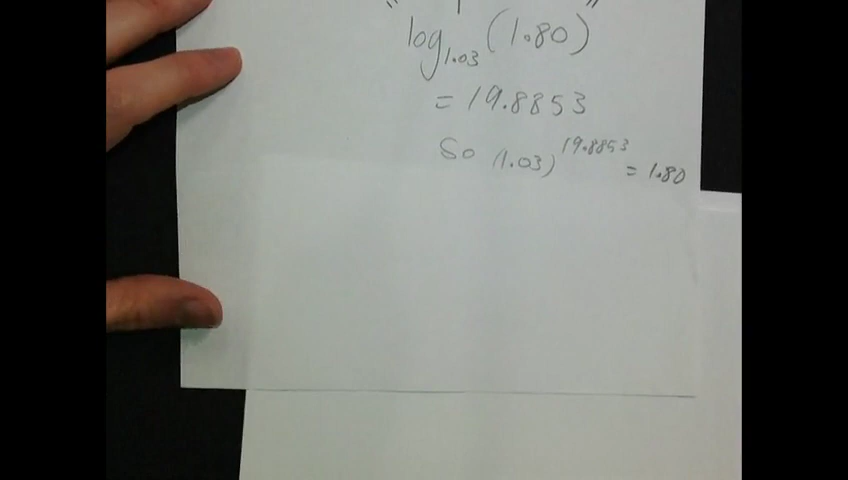 log₁.₀₃(1.80)
= 19.8853
So (1.03)^19.8853 = 1.80